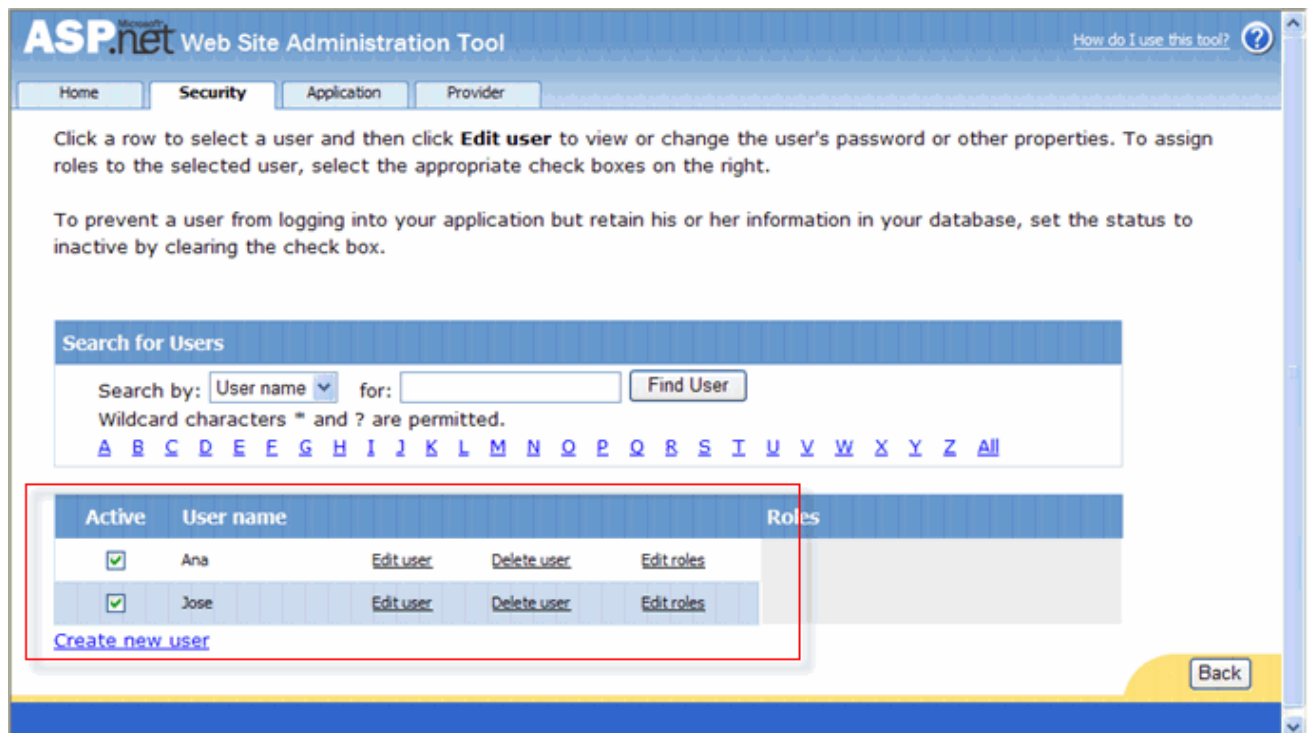 Microsoft
ASP.net Web Site Administration Tool
How do I use this tool? ?
Home Security Application Provider
Click a row to select a user and then click Edit user to view or change the user's password or other properties. To assign
roles to the selected user, select the appropriate check boxes on the right.
To prevent a user from logging into your application but retain his or her information in your database, set the status to
inactive by clearing the check box.
Search for Users
Search by: User name for: Find User
Wildcard characters * and ? are permitted.
A B C D E F G H I J K L M N O P Q R S T U V W X Y Z All
Active User name Roles
Ana Edit user Delete user Edit roles
Jose Edit user Delete user Edit roles
Create new user
Back